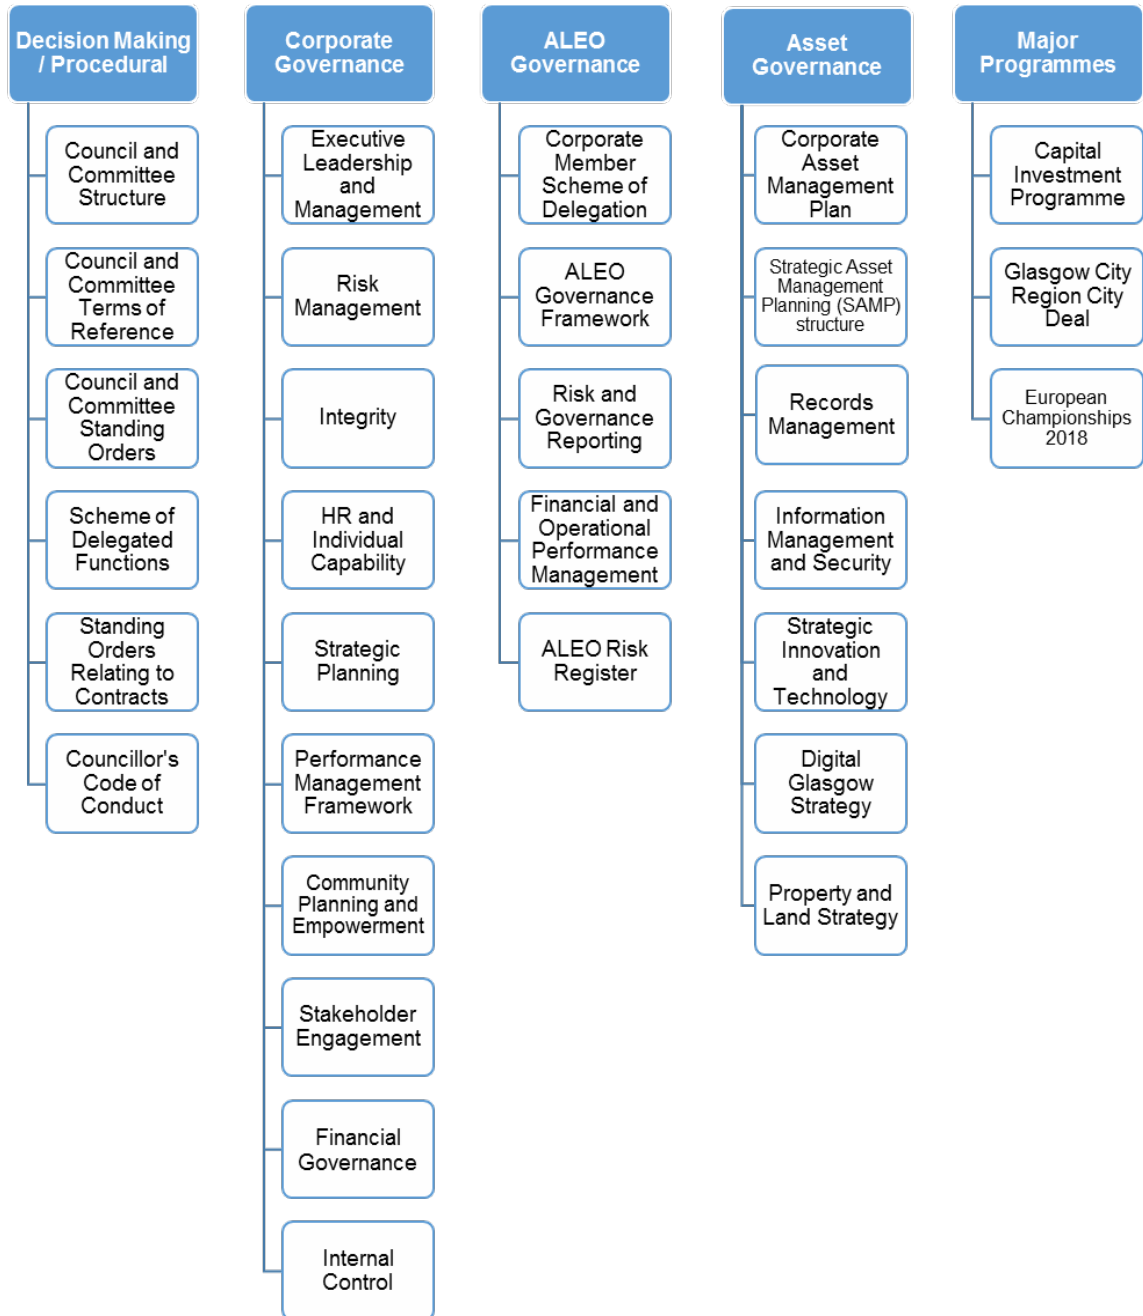 Decision Making
/ Procedural
Council and
Committee
Structure
Council and
Committee
Terms of
Reference
Council and
Committee
Standing
Orders
Scheme of
Delegated
Functions
Standing
Orders
Relating to
Contracts
Councillor's
Code of
Conduct
Corporate
Governance
Executive
Leadership
and
Management
Risk
Management
Integrity
HR and
Individual
Capability
Strategic
Planning
Performance
Management
Framework
Community
Planning and
Empowerment
Stakeholder
Engagement
Financial
Governance
Internal
Control
ALEO
Governance
Corporate
Member
Scheme of
Delegation
ALEO
Governance
Framework
Risk and
Governance
Reporting
Financial and
Operational
Performance
Management
ALEO Risk
Register
Asset
Governance
Corporate
Asset
Management
Plan
Strategic Asset
Management
Planning (SAMP)
structure
Records
Management
Information
Management
and Security
Strategic
Innovation
and
Technology
Digital
Glasgow
Strategy
Property and
Land Strategy
Major
Programmes
Capital
Investment
Programme
Glasgow City
Region City
Deal
European
Championships
2018